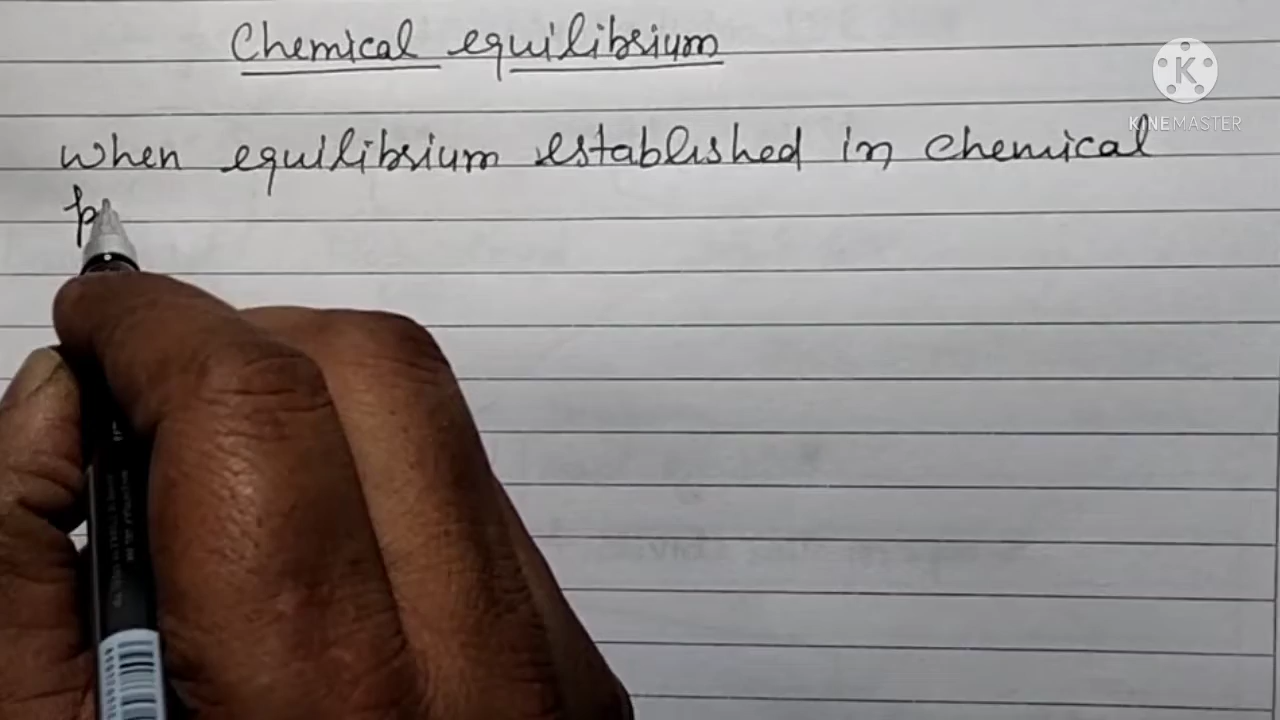 Chemical equilibrium
K
KINEMASTER
when equilibrium established in chemical
p